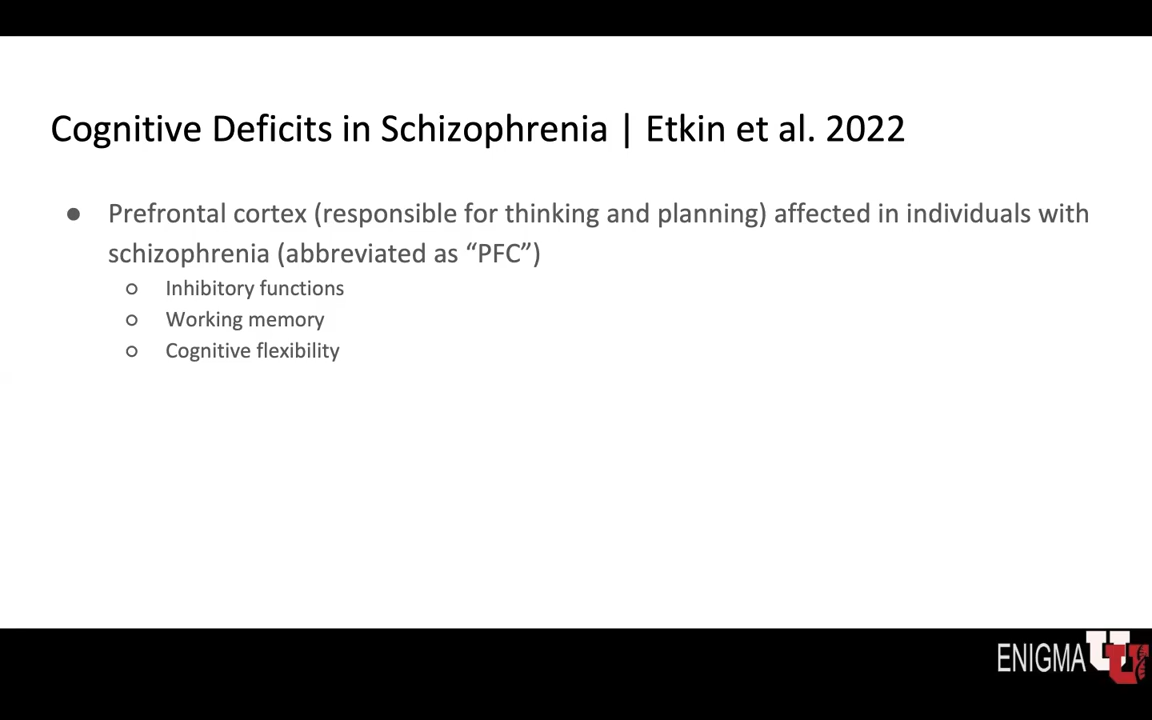 Cognitive Deficits in Schizophrenia | Etkin et al. 2022
● Prefrontal cortex (responsible for thinking and planning) affected in individuals with
schizophrenia (abbreviated as “PFC”)
○ Inhibitory functions
○ Working memory
○ Cognitive flexibility
ENIGMA U